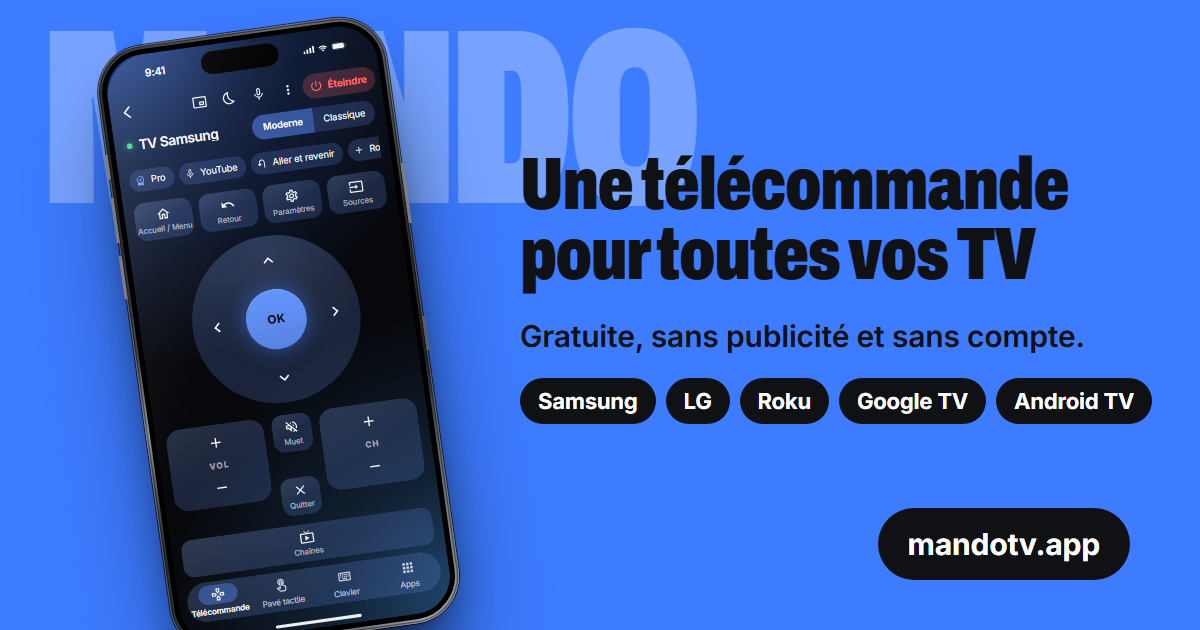 MANDO
9:41
Éteindre
TV Samsung
Moderne
Classique
Pro
YouTube
Aller et revenir
Ro
Accueil / Menu
Retour
Paramètres
Sources
OK
VOL
Muet
CH
Quitter
Chaînes
Télécommande
Pavé tactile
Clavier
Apps
Une télécommande
pour toutes vos TV
Gratuite, sans publicité et sans compte.
Samsung
LG
Roku
Google TV
Android TV
mandotv.app